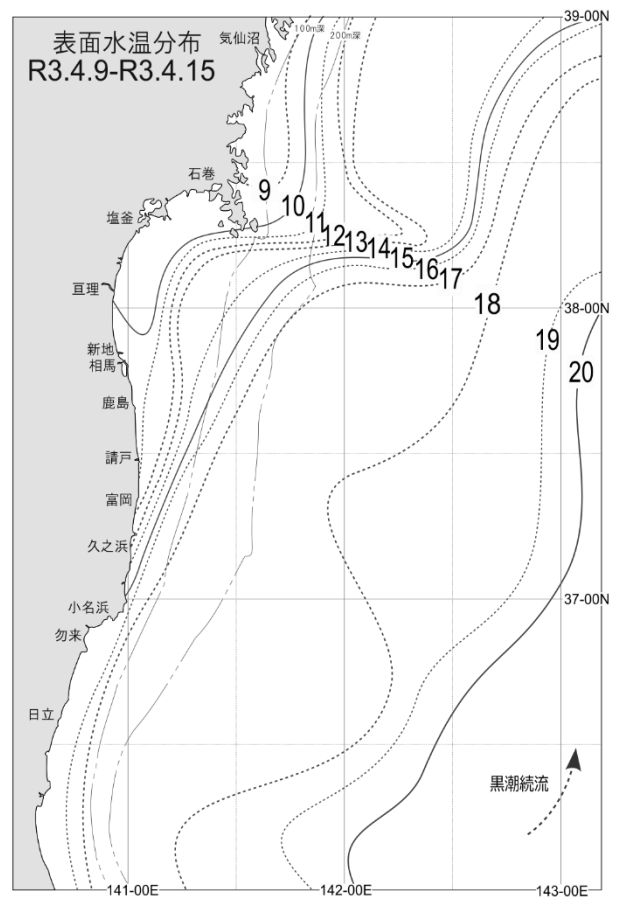 表面水温分布
R3.4.9-R3.4.15
気仙沼
100m深
200m深
39-00N
石巻
塩釜
亘理
9
10
11
12
13
14
15
16
17
18
19
20
38-00N
新地
相馬
鹿島
請戸
富岡
久之浜
小名浜
勿来
37-00N
日立
黒潮続流
141-00E
142-00E
143-00E